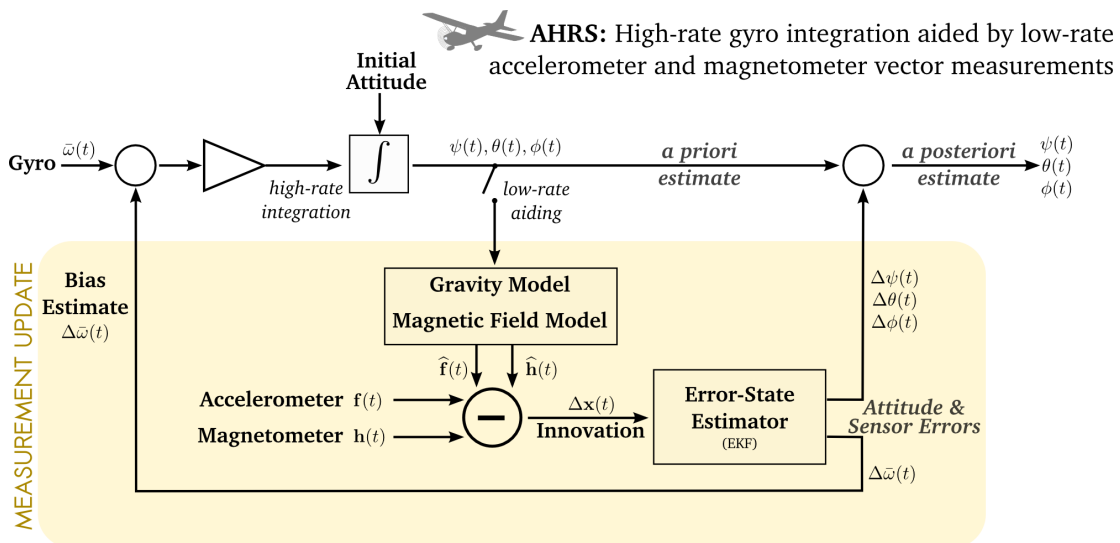 AHRS: High-rate gyro integration aided by low-rate
accelerometer and magnetometer vector measurements
Initial
Attitude
Gyro
ω̄(t)
∫
ψ(t), θ(t), φ(t)
high-rate
integration
low-rate
aiding
a priori
estimate
a posteriori
estimate
ψ(t)
θ(t)
φ(t)
MEASUREMENT UPDATE
Bias
Estimate
Δω̄(t)
Gravity Model
Magnetic Field Model
f̂(t)
ĥ(t)
Accelerometer f(t)
Magnetometer h(t)
−
Δx(t)
Innovation
Error-State
Estimator
(EKF)
Δψ(t)
Δθ(t)
Δφ(t)
Attitude &
Sensor Errors
Δω̄(t)